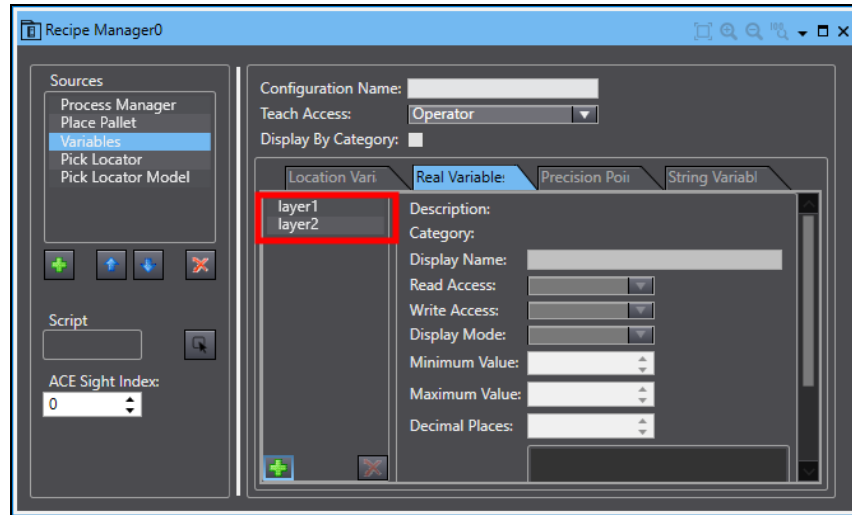 Recipe Manager0
Sources
Process Manager
Place Pallet
Variables
Pick Locator
Pick Locator Model
Script
ACE Sight Index:
0
Configuration Name:
Teach Access: Operator
Display By Category:
Location Vari Real Variable: Precision Poi String Variabl
layer1
layer2
Description:
Category:
Display Name:
Read Access:
Write Access:
Display Mode:
Minimum Value:
Maximum Value:
Decimal Places: